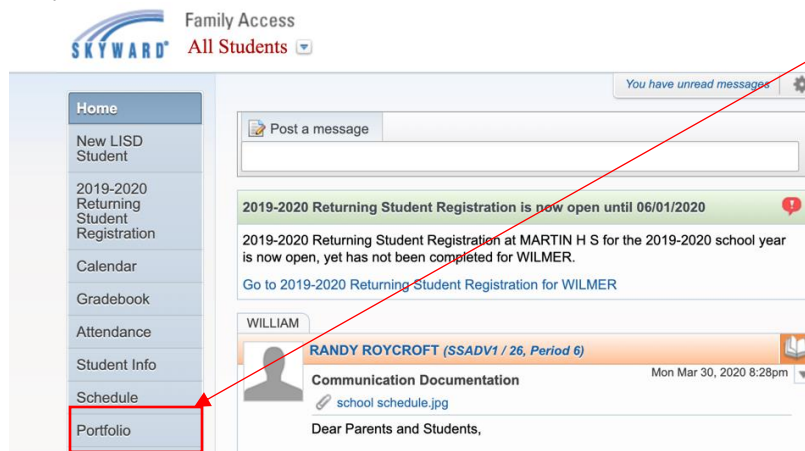 Family Access
SKYWARD®
All Students
You have unread messages
Home
New LISD
Student
2019-2020
Returning
Student
Registration
Calendar
Gradebook
Attendance
Student Info
Schedule
Portfolio
Post a message
2019-2020 Returning Student Registration is now open until 06/01/2020
2019-2020 Returning Student Registration at MARTIN H S for the 2019-2020 school year
is now open, yet has not been completed for WILMER.
Go to 2019-2020 Returning Student Registration for WILMER
WILLIAM
RANDY ROYCROFT (SSADV1 / 26, Period 6)
Communication Documentation
Mon Mar 30, 2020 8:28pm
school schedule.jpg
Dear Parents and Students,